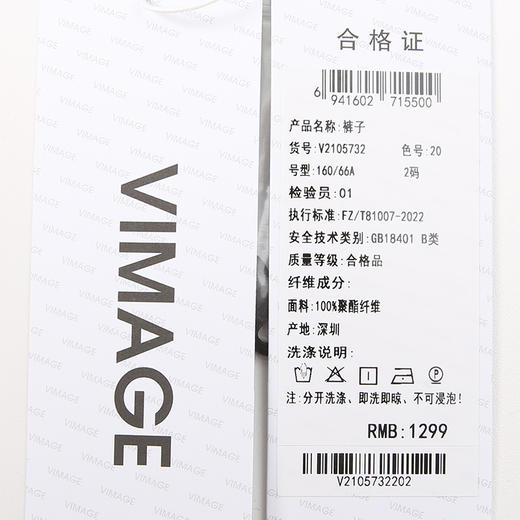 VIMAGE
合格证
6 941602 715500
产品名称: 裤子
货号: V2105732 色号: 20
号型: 160/66A 2码
检验员: 01
执行标准: FZ/T81007-2022
安全技术类别: GB18401 B类
质量等级: 合格品
纤维成分:
面料: 100%聚酯纤维
产地: 深圳
洗涤说明:
注: 分开洗涤、即洗即晾、不可浸泡!
RMB: 1299
V2105732202